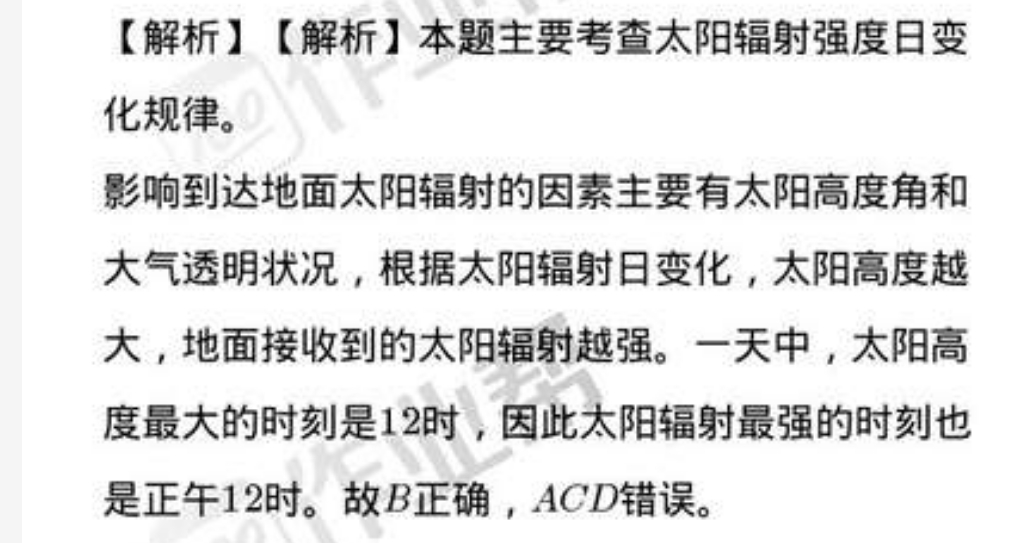 【解析】【解析】本题主要考查太阳辐射强度日变
化规律。
影响到达地面太阳辐射的因素主要有太阳高度角和
大气透明状况，根据太阳辐射日变化，太阳高度越
大，地面接收到的太阳辐射越强。一天中，太阳高
度最大的时刻是12时，因此太阳辐射最强的时刻也
是正午12时。故B正确，ACD错误。
作业帮
作业帮